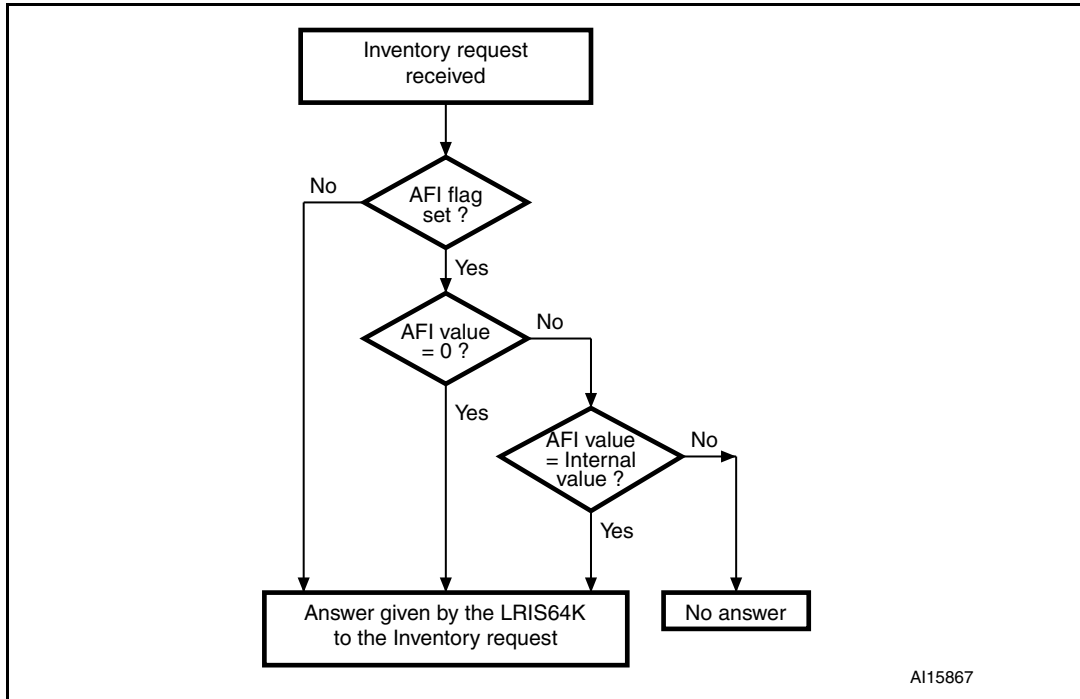 Inventory request
received
No
AFI flag
set ?
Yes
AFI value
= 0 ?
No
Yes
AFI value
= Internal
value ?
No
Yes
Answer given by the LRIS64K
to the Inventory request
No answer
AI15867